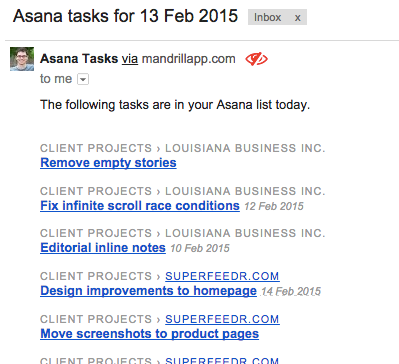 Asana tasks for 13 Feb 2015 Inbox x
Asana Tasks via mandrillapp.com
to me
The following tasks are in your Asana list today.
CLIENT PROJECTS › LOUISIANA BUSINESS INC.
Remove empty stories
CLIENT PROJECTS › LOUISIANA BUSINESS INC.
Fix infinite scroll race conditions 12 Feb 2015
CLIENT PROJECTS › LOUISIANA BUSINESS INC.
Editorial inline notes 10 Feb 2015
CLIENT PROJECTS › SUPERFEEDR.COM
Design improvements to homepage 14 Feb 2015
CLIENT PROJECTS › SUPERFEEDR.COM
Move screenshots to product pages
CLIENT PROJECTS › SUPERFEEDR.COM